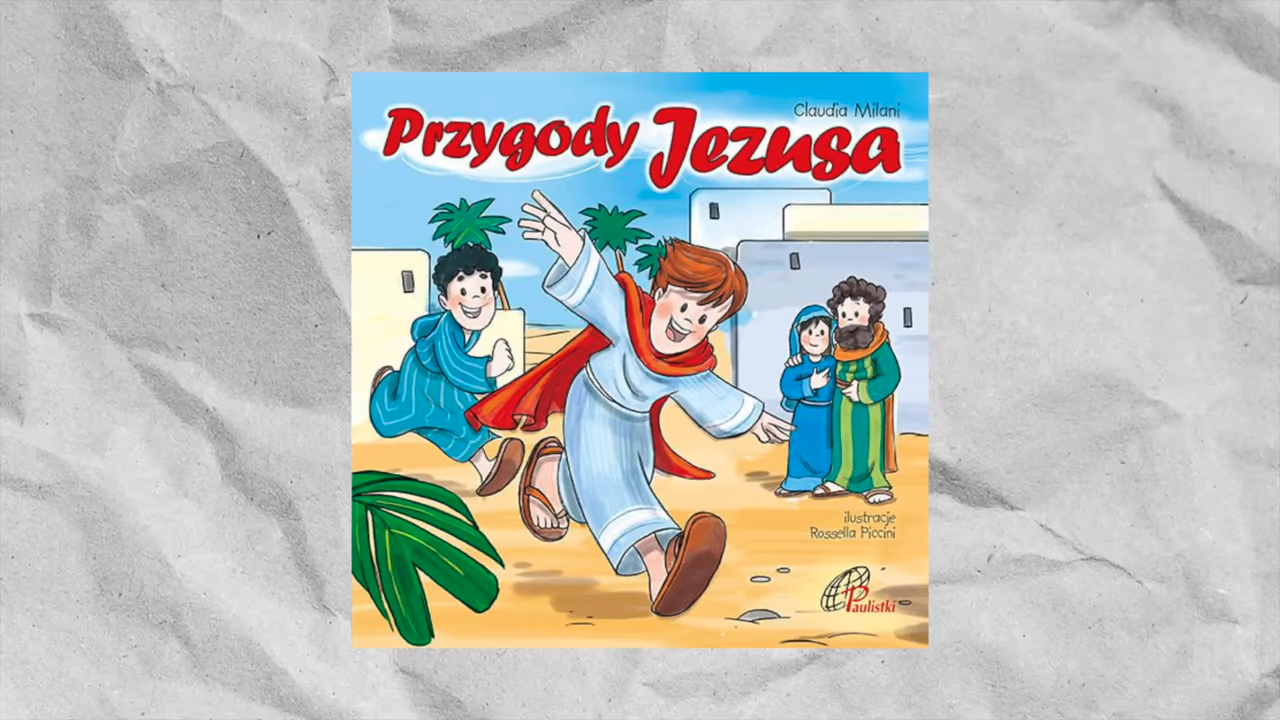 Claudia Milani
Przygody Jezusa
ilustracje
Rossella Piccini
Paulistki